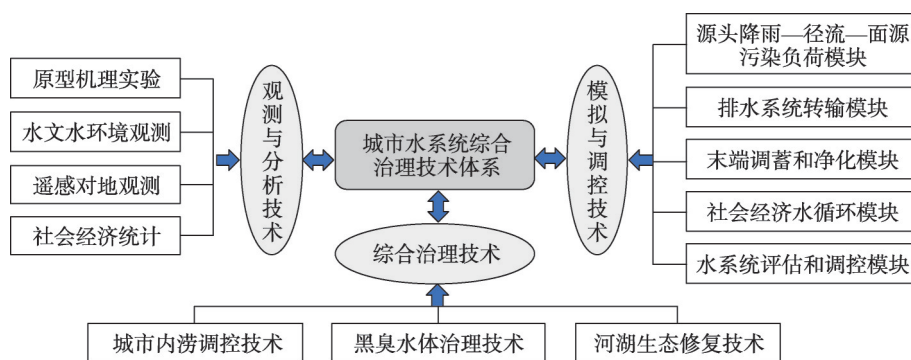 原型机理实验
水文水环境观测
遥感对地观测
社会经济统计
观测与分析技术
城市水系统综合
治理技术体系
综合治理技术
模拟与调控技术
源头降雨—径流—面源
污染负荷模块
排水系统转输模块
末端调蓄和净化模块
社会经济水循环模块
水系统评估和调控模块
城市内涝调控技术
黑臭水体治理技术
河湖生态修复技术